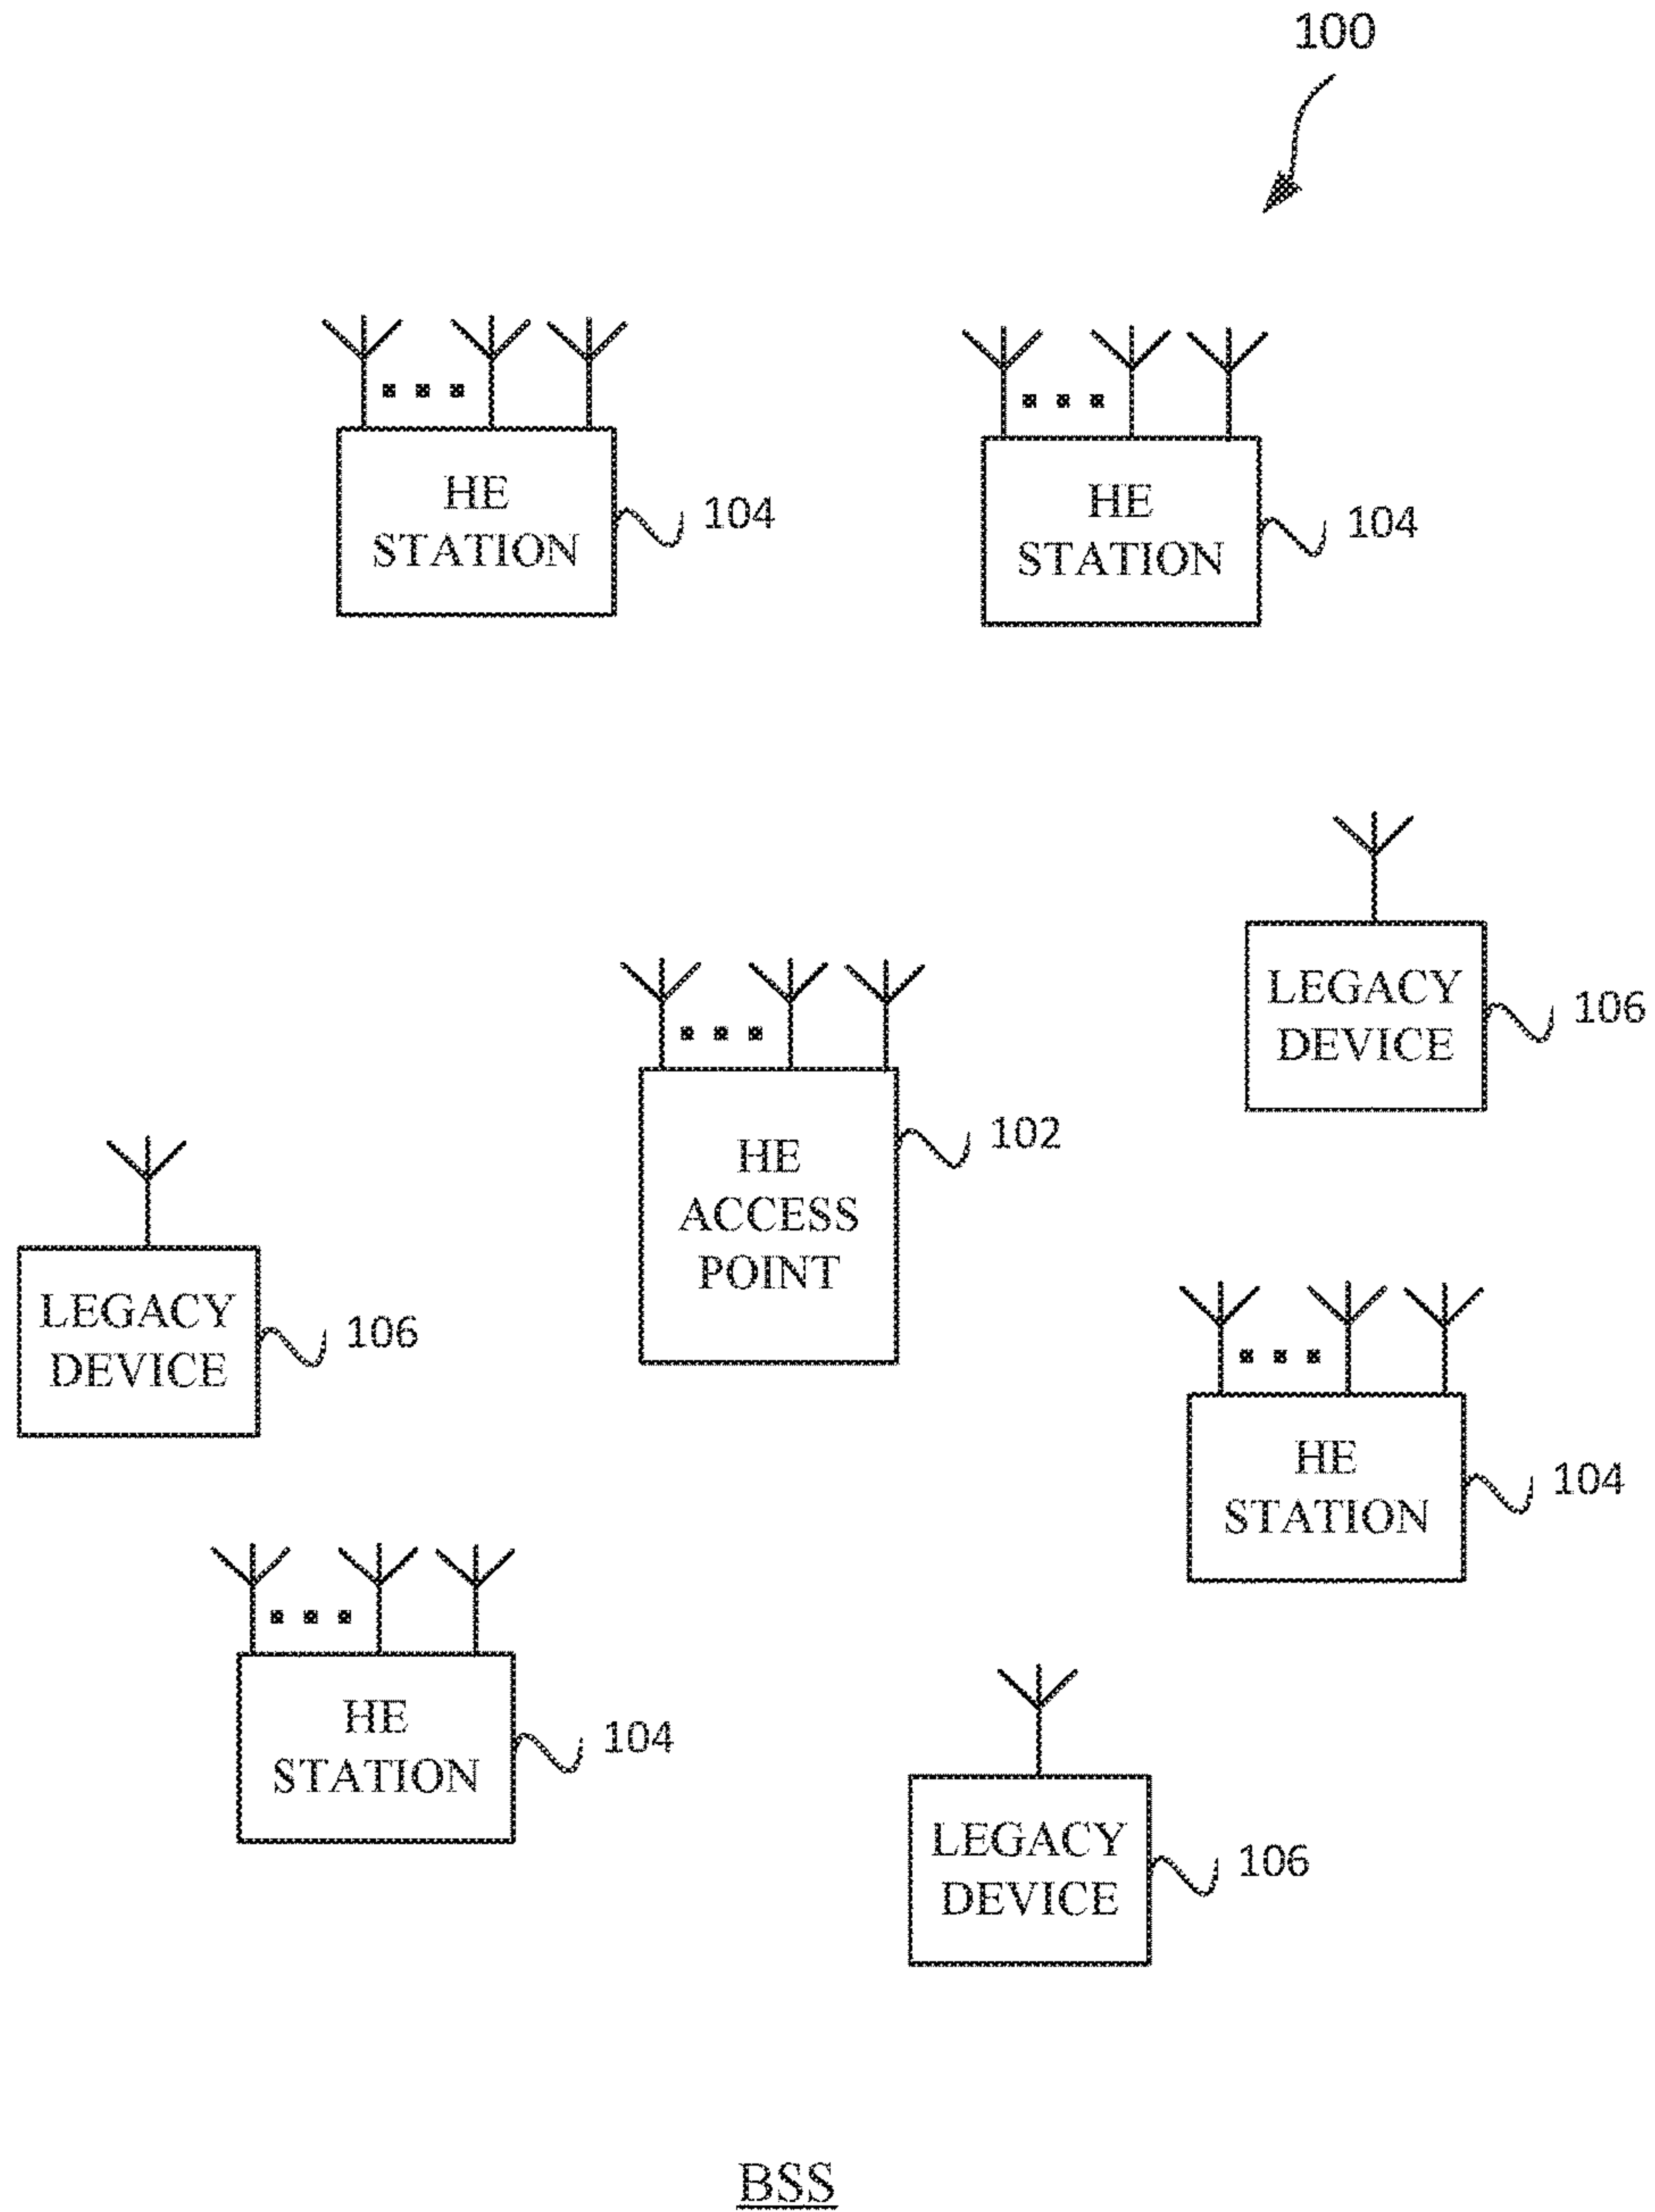 100
HE
STATION
104
HE
STATION
104
LEGACY
DEVICE
106
HE
ACCESS
POINT
102
LEGACY
DEVICE
106
HE
STATION
104
HE
STATION
104
LEGACY
DEVICE
106
BSS